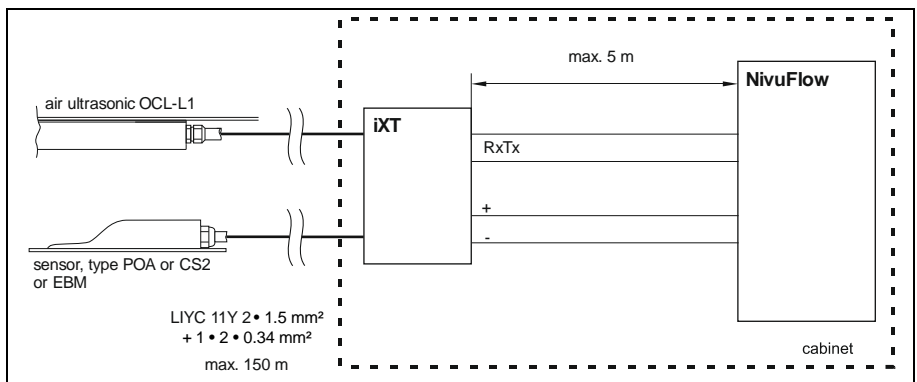 max. 5 m
NivuFlow
air ultrasonic OCL-L1
iXT
RxTx
+
-
sensor, type POA or CS2
or EBM
LIYC 11Y 2 • 1.5 mm²
+ 1 • 2 • 0.34 mm²
max. 150 m
cabinet